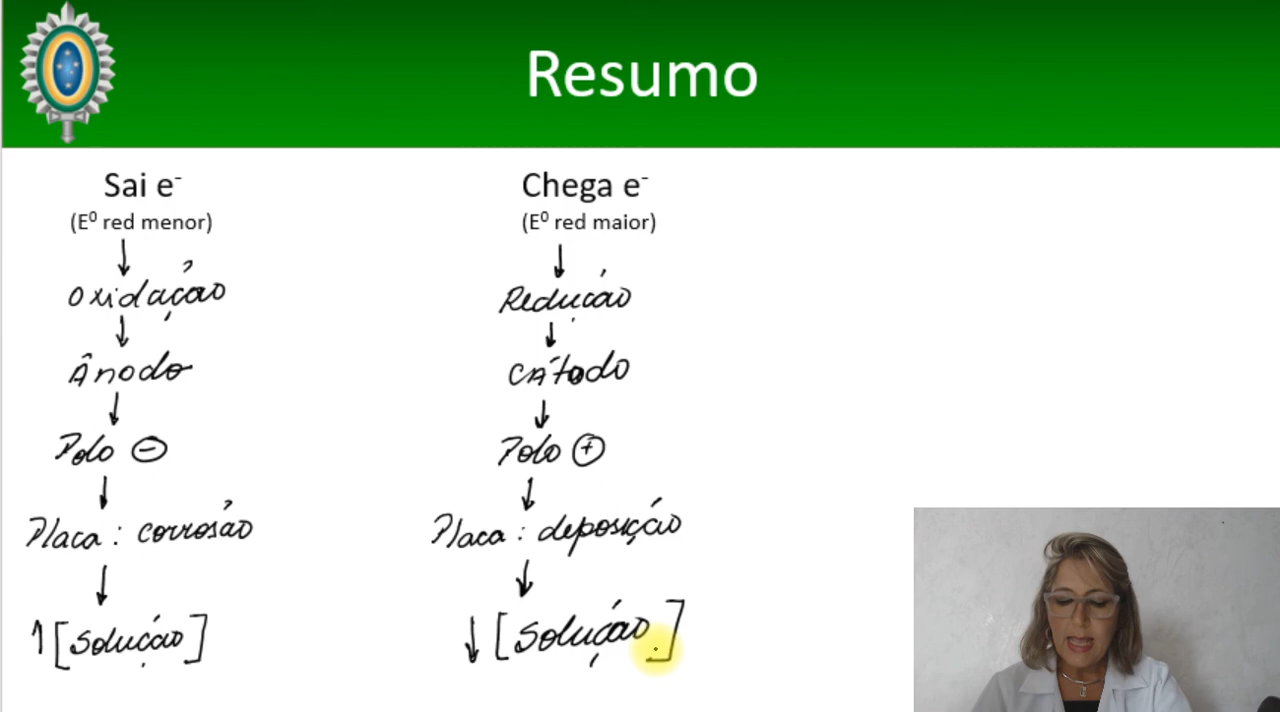 Resumo
Sai e⁻
(E⁰ red menor)
↓
Oxidação
↓
Ânodo
↓
Polo ⊖
↓
Placa: corrosão
↓
↑[solução]
Chega e⁻
(E⁰ red maior)
↓
Redução
↓
Cátodo
↓
Polo ⊕
↓
Placa: deposição
↓
↓[solução]